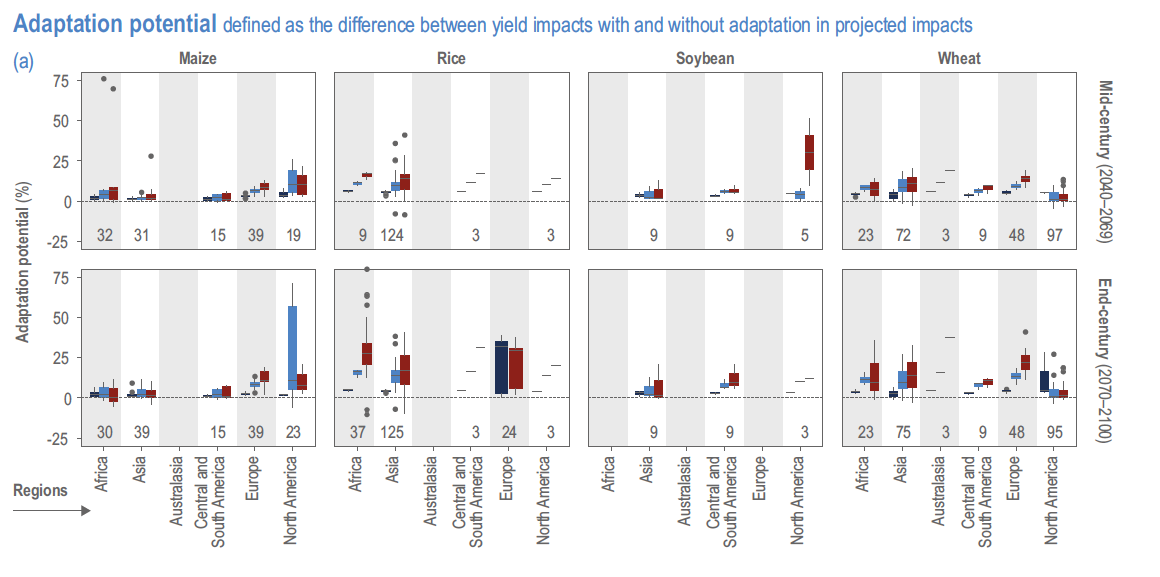 Adaptation potential defined as the difference between yield impacts with and without adaptation in projected impacts
(a)
Maize Rice Soybean Wheat
Adaptation potential (%)
75
50
25
0
-25
32 31 15 39 19
9 124 3 3
9 9 5
23 72 3 9 48 97
Mid-century (2040–2069)
75
50
25
0
-25
30 39 15 39 23
37 125 3 24 3
9 9 3
23 75 3 9 48 95
End-century (2070–2100)
Regions
Africa
Asia
Australasia
Central and
South America
Europe
North America
Africa
Asia
Australasia
Central and
South America
Europe
North America
Africa
Asia
Australasia
Central and
South America
Europe
North America
Africa
Asia
Australasia
Central and
South America
Europe
North America